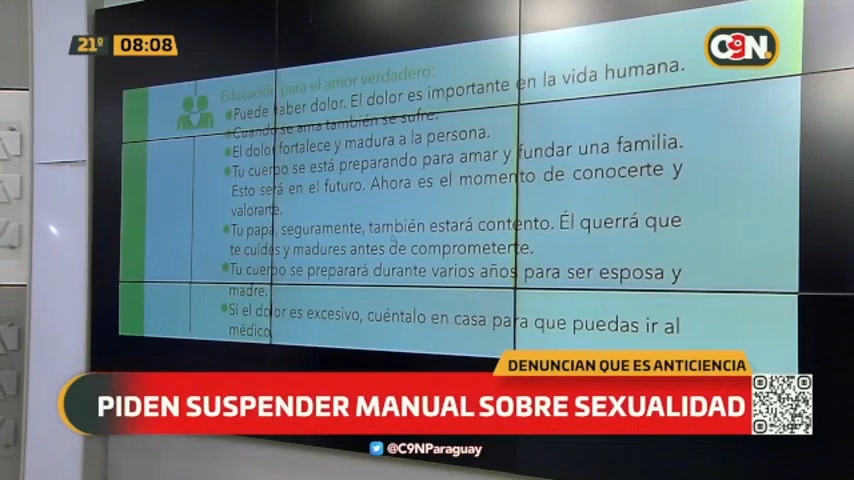 21º 08:08
C9N.
Educación para el amor verdadero:
Puede haber dolor. El dolor es importante en la vida humana.
Cuando se ama también se sufre.
El dolor fortalece y madura a la persona.
Tu cuerpo se está preparando para amar y fundar una familia.
Esto será en el futuro. Ahora es el momento de conocerte y
valorarte.
Tu papá, seguramente, también estará contento. Él querrá que
te cuides y madures antes de comprometerte.
Tu cuerpo se preparará durante varios años para ser esposa y
madre.
Si el dolor es excesivo, cuéntalo en casa para que puedas ir al
médico.
DENUNCIAN QUE ES ANTICIENCIA
PIDEN SUSPENDER MANUAL SOBRE SEXUALIDAD
@C9NParaguay